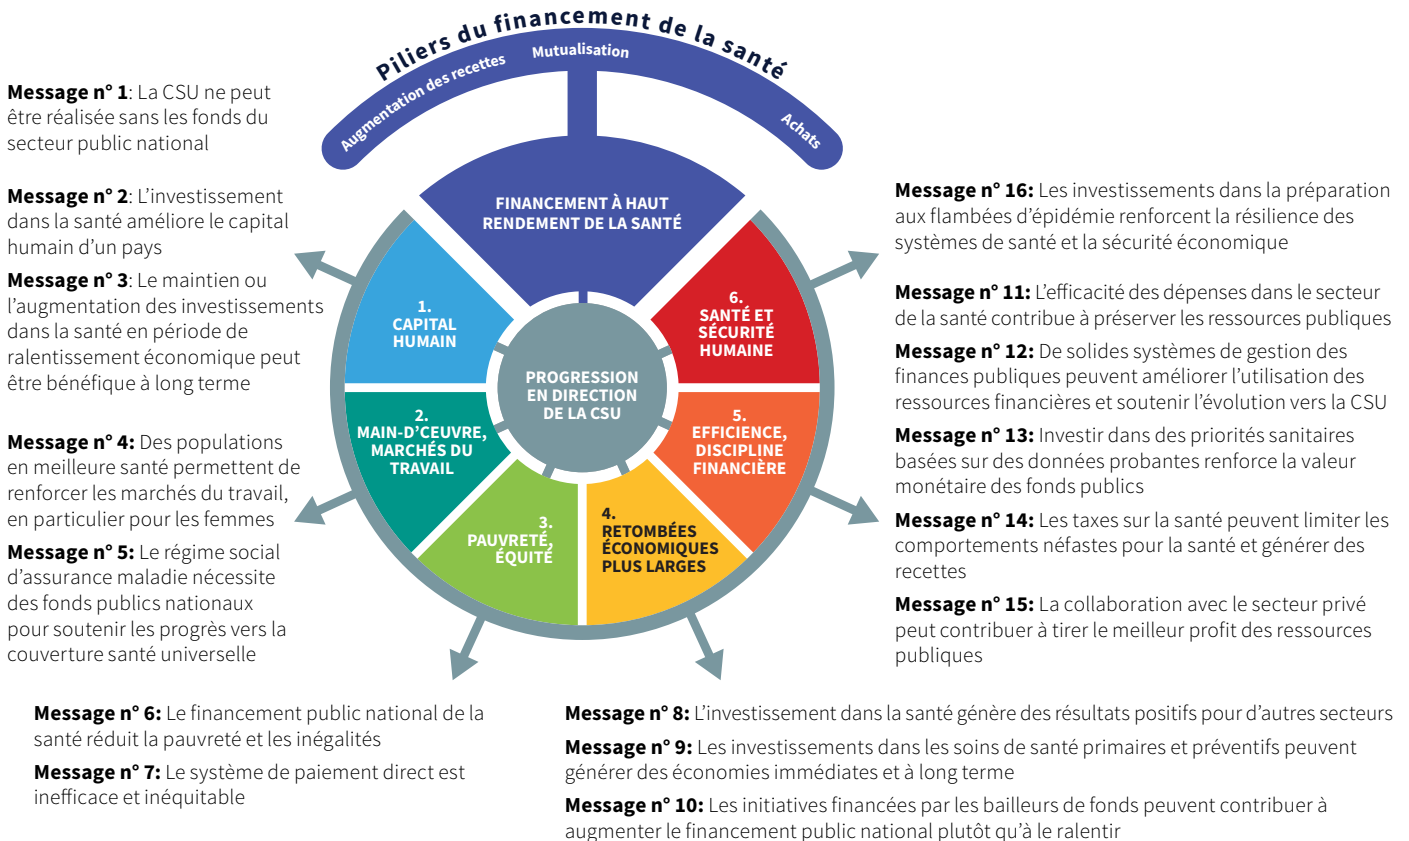 Piliers du financement de la santé
Augmentation des recettes
Mutualisation
Achats
FINANCEMENT À HAUT
RENDEMENT DE LA SANTÉ
PROGRESSION
EN DIRECTION
DE LA CSU
1.
CAPITAL
HUMAIN
2.
MAIN-D’ŒUVRE,
MARCHÉS DU
TRAVAIL
3.
PAUVRETÉ,
ÉQUITÉ
4.
RETOMBÉES
ÉCONOMIQUES
PLUS LARGES
5.
EFFICIENCE,
DISCIPLINE
FINANCIÈRE
6.
SANTÉ ET
SÉCURITÉ
HUMAINE
Message n° 1: La CSU ne peut
être réalisée sans les fonds du
secteur public national
Message n° 2: L’investissement
dans la santé améliore le capital
humain d’un pays
Message n° 3: Le maintien ou
l’augmentation des investissements
dans la santé en période de
ralentissement économique peut
être bénéfique à long terme
Message n° 4: Des populations
en meilleure santé permettent de
renforcer les marchés du travail,
en particulier pour les femmes
Message n° 5: Le régime social
d’assurance maladie nécessite
des fonds publics nationaux
pour soutenir les progrès vers la
couverture santé universelle
Message n° 6: Le financement public national de la
santé réduit la pauvreté et les inégalités
Message n° 7: Le système de paiement direct est
inefficace et inéquitable
Message n° 8: L’investissement dans la santé génère des résultats positifs pour d’autres secteurs
Message n° 9: Les investissements dans les soins de santé primaires et préventifs peuvent
générer des économies immédiates et à long terme
Message n° 10: Les initiatives financées par les bailleurs de fonds peuvent contribuer à
augmenter le financement public national plutôt qu’à le ralentir
Message n° 16: Les investissements dans la préparation
aux flambées d’épidémie renforcent la résilience des
systèmes de santé et la sécurité économique
Message n° 11: L’efficacité des dépenses dans le secteur
de la santé contribue à préserver les ressources publiques
Message n° 12: De solides systèmes de gestion des
finances publiques peuvent améliorer l’utilisation des
ressources financières et soutenir l’évolution vers la CSU
Message n° 13: Investir dans des priorités sanitaires
basées sur des données probantes renforce la valeur
monétaire des fonds publics
Message n° 14: Les taxes sur la santé peuvent limiter les
comportements néfastes pour la santé et générer des
recettes
Message n° 15: La collaboration avec le secteur privé
peut contribuer à tirer le meilleur profit des ressources
publiques